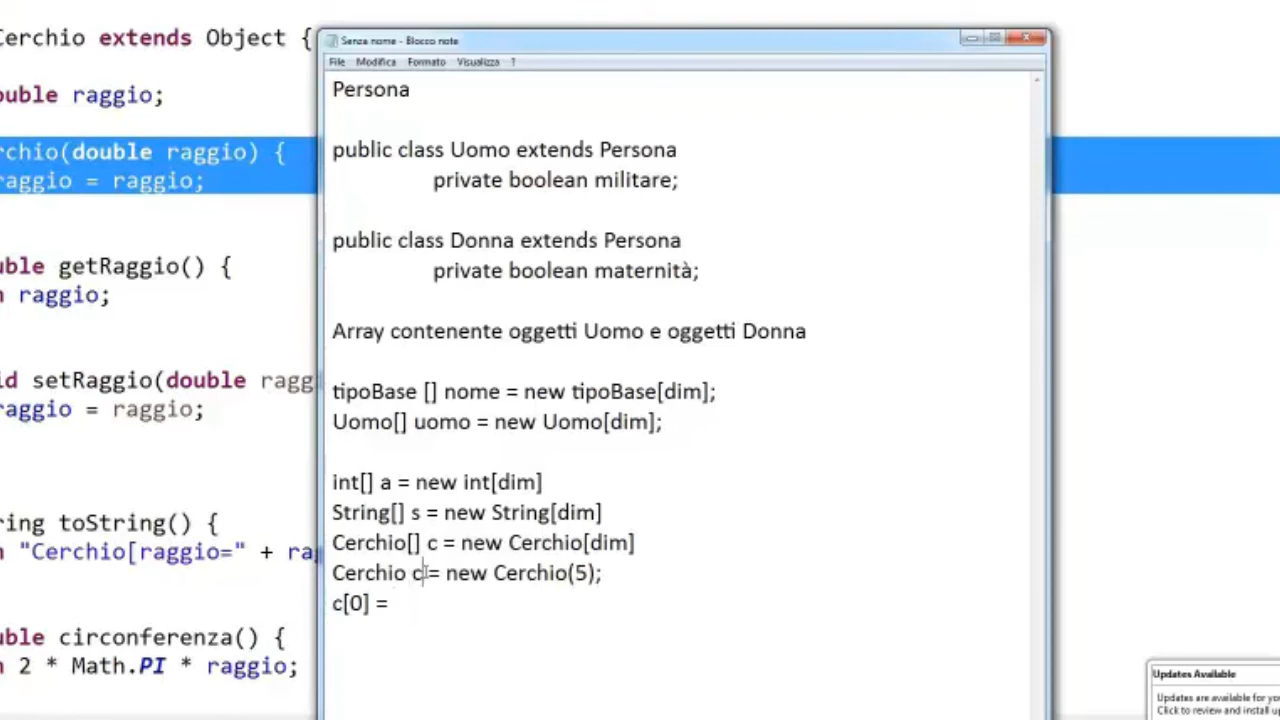 Cerchio extends Object {
ouble raggio;
rchio(double raggio) {
raggio = raggio;
uble getRaggio() {
n raggio;
id setRaggio(double raggi
raggio = raggio;
ring toString() {
n "Cerchio[raggio=" + rag
uble circonferenza() {
n 2 * Math.PI * raggio;
Senza nome - Blocco note
File Modifica Formato Visualizza ?
Persona
public class Uomo extends Persona
private boolean militare;
public class Donna extends Persona
private boolean maternità;
Array contenente oggetti Uomo e oggetti Donna
tipoBase [] nome = new tipoBase[dim];
Uomo[] uomo = new Uomo[dim];
int[] a = new int[dim]
String[] s = new String[dim]
Cerchio[] c = new Cerchio[dim]
Cerchio c = new Cerchio(5);
c[0] =
Updates Available
Updates are available for you
Click to review and install up